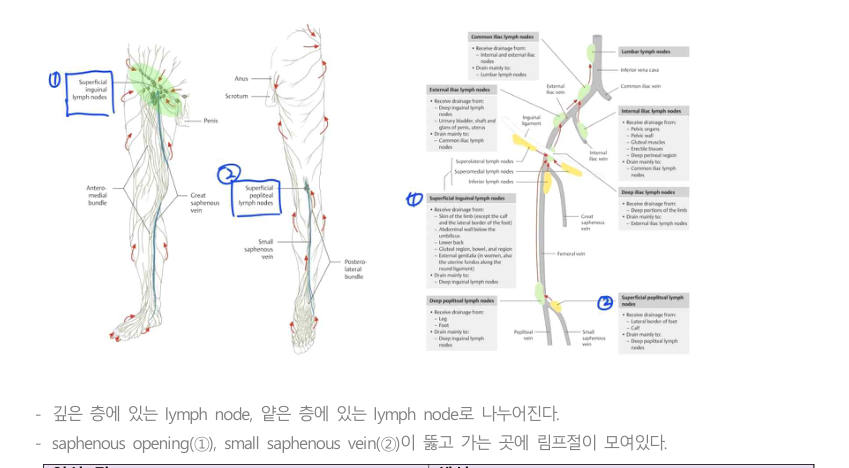 ①
Superficial
inguinal
lymph nodes
Penis
Antero-
medial
bundle
Great
saphenous
vein
Anus
Scrotum
②
Superficial
popliteal
lymph nodes
Small
saphenous
vein
Postero-
lateral
bundle
Common iliac lymph nodes
• Receive drainage from:
– Internal and external iliac
nodes
• Drain mainly to:
– Lumbar lymph nodes
Lumbar lymph nodes
Inferior vena cava
Common iliac vein
External
iliac vein
External iliac lymph nodes
• Receive drainage from:
– Deep inguinal lymph
nodes
– Urinary bladder, shaft and
glans of penis, uterus
• Drain mainly to:
– Common iliac lymph
nodes
Inguinal
ligament
Internal
iliac vein
Internal iliac lymph nodes
• Receive drainage from:
– Pelvic organs
– Pelvic wall
– Gluteal muscles
– Erectile tissues
– Deep perineal region
• Drain mainly to:
– Common iliac lymph
nodes
Superolateral lymph nodes
Superomedial lymph nodes
Inferior lymph nodes
①
Superficial inguinal lymph nodes
• Receive drainage from:
– Skin of the limb (except the calf
and the lateral border of the foot)
– Abdominal wall below the
umbilicus
– Lower back
– Gluteal region, bowel, anal region
– External genitalia (in women, also
the uterine fundus along the
round ligament)
• Drain mainly to:
– Deep inguinal lymph nodes
Deep iliac lymph nodes
• Receive drainage from:
– Deep portions of the limb
• Drain mainly to:
– External iliac lymph nodes
Great
saphenous
vein
Femoral vein
Deep popliteal lymph nodes
• Receive drainage from:
– Leg
– Foot
• Drain mainly to:
– Deep inguinal lymph
nodes
Popliteal
vein
Small
saphenous
vein
②
Superficial popliteal lymph
nodes
• Receive drainage from:
– Lateral border of foot
– Calf
• Drain mainly to:
– Deep popliteal lymph
nodes
- 깊은 층에 있는 lymph node, 얕은 층에 있는 lymph node로 나누어진다.
- saphenous opening(①), small saphenous vein(②)이 뚫고 가는 곳에 림프절이 모여있다.